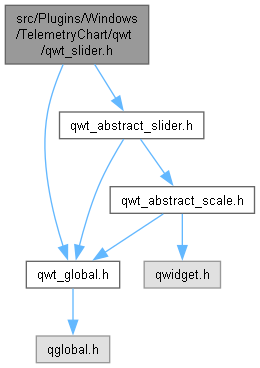 src/Plugins/Windows
/TelemetryChart/qwt
/qwt_slider.h
qwt_abstract_slider.h
qwt_abstract_scale.h
qwt_global.h
qwidget.h
qglobal.h